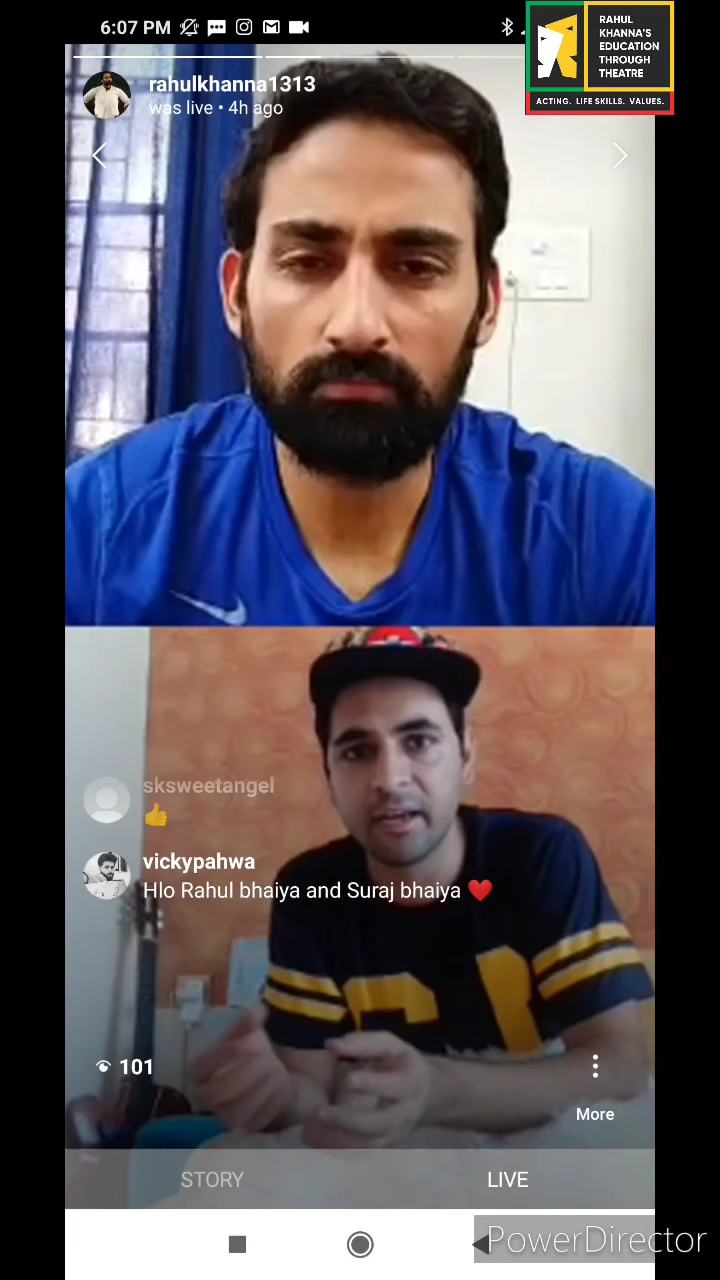 6:07 PM
RAHUL
KHANNA'S
EDUCATION
THROUGH
THEATRE
ACTING. LIFE SKILLS. VALUES.
rahulkhanna1313
was live • 4h ago
sksweetangel
👍
vickypahwa
Hlo Rahul bhaiya and Suraj bhaiya ❤️
101
More
STORY
LIVE
PowerDirector